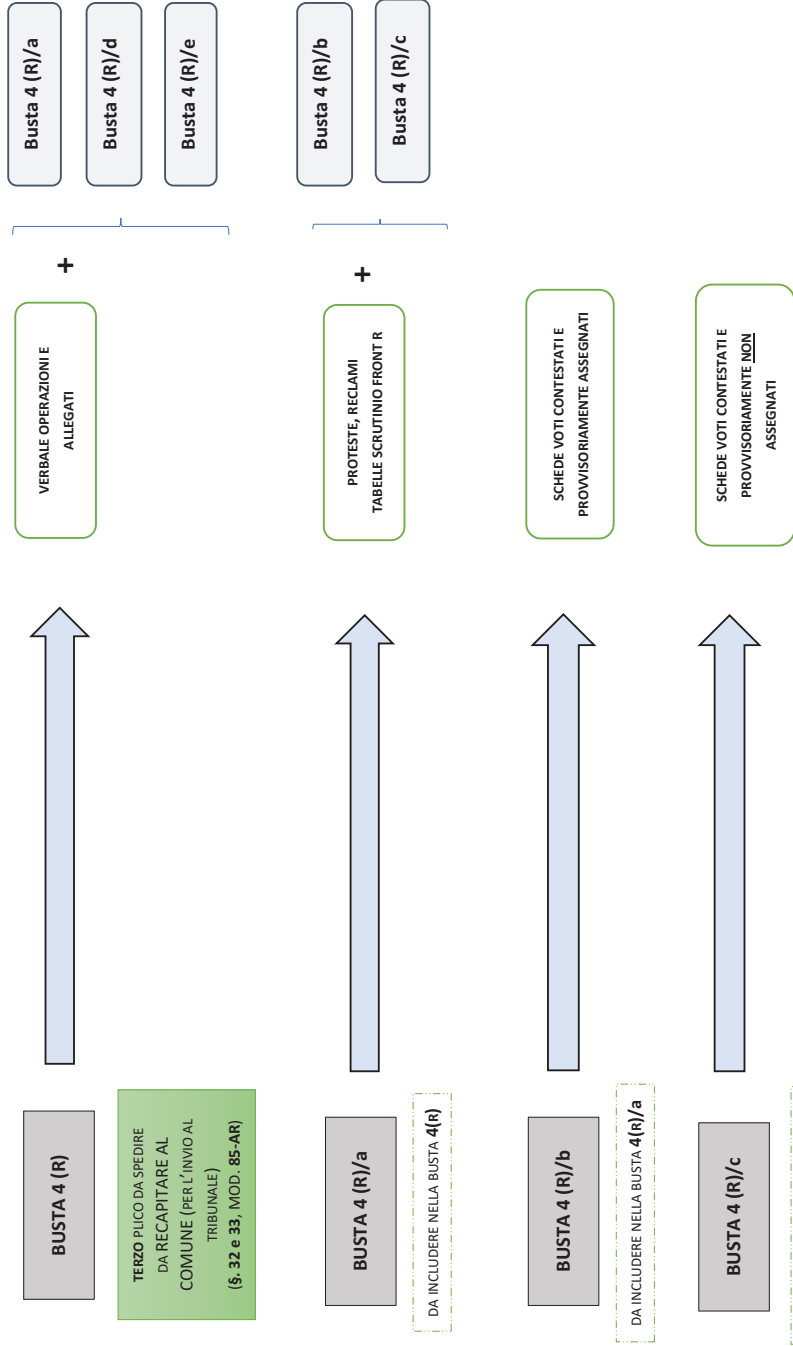 BUSTA 4 (R)
TERZO PLICO DA SPEDIRE
DA RECAPITARE AL
COMUNE (PER L'INVIO AL
TRIBUNALE)
(§. 32 e 33, MOD. 85-AR)
VERBALE OPERAZIONI E
ALLEGATI
+
Busta 4 (R)/a
Busta 4 (R)/d
Busta 4 (R)/e
BUSTA 4 (R)/a
DA INCLUDERE NELLA BUSTA 4(R)
PROTESTE, RECLAMI
TABELLE SCRUTINIO FRONT R
+
Busta 4 (R)/b
Busta 4 (R)/c
BUSTA 4 (R)/b
DA INCLUDERE NELLA BUSTA 4(R)/a
SCHEDE VOTI CONTESTATI E
PROVVISORIAMENTE ASSEGNATI
BUSTA 4 (R)/c
SCHEDE VOTI CONTESTATI E
PROVVISORIAMENTE NON
ASSEGNATI